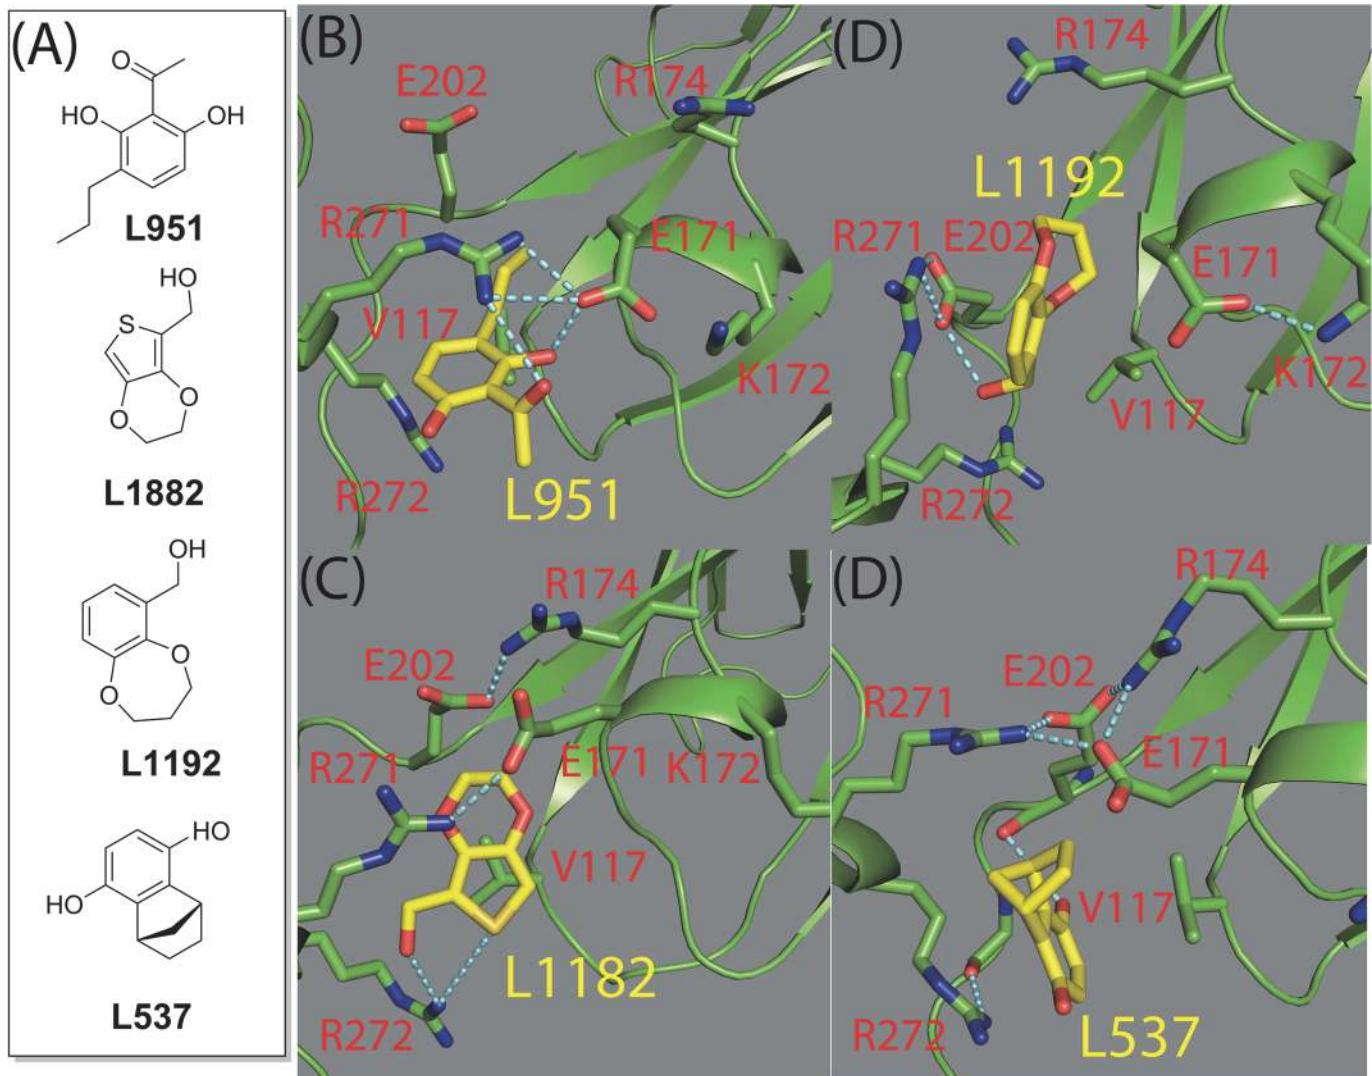 (A)
O
HO
OH
L951
HO
S
O
O
L1882
OH
O
O
L1192
HO
HO
L537
(B)
E202
R174
R271
E171
V117
K172
R272
L951
(D)
R174
L1192
R271
E202
E171
K172
V117
R272
(C)
R174
E202
R271
E171
K172
V117
L1182
R272
(D)
R174
E202
R271
E171
V117
R272
L537